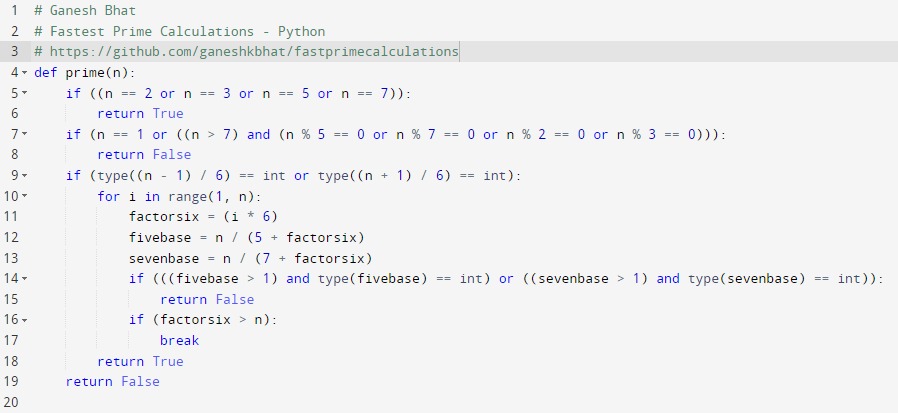 1 # Ganesh Bhat
2 # Fastest Prime Calculations - Python
3 # https://github.com/ganeshkbhat/fastprimecalculations
4 def prime(n):
5     if ((n == 2 or n == 3 or n == 5 or n == 7)):
6         return True
7     if (n == 1 or ((n > 7) and (n % 5 == 0 or n % 7 == 0 or n % 2 == 0 or n % 3 == 0))):
8         return False
9     if (type((n - 1) / 6) == int or type((n + 1) / 6) == int):
10         for i in range(1, n):
11             factorsix = (i * 6)
12             fivebase = n / (5 + factorsix)
13             sevenbase = n / (7 + factorsix)
14             if (((fivebase > 1) and type(fivebase) == int) or ((sevenbase > 1) and type(sevenbase) == int)):
15                 return False
16             if (factorsix > n):
17                 break
18         return True
19     return False
20